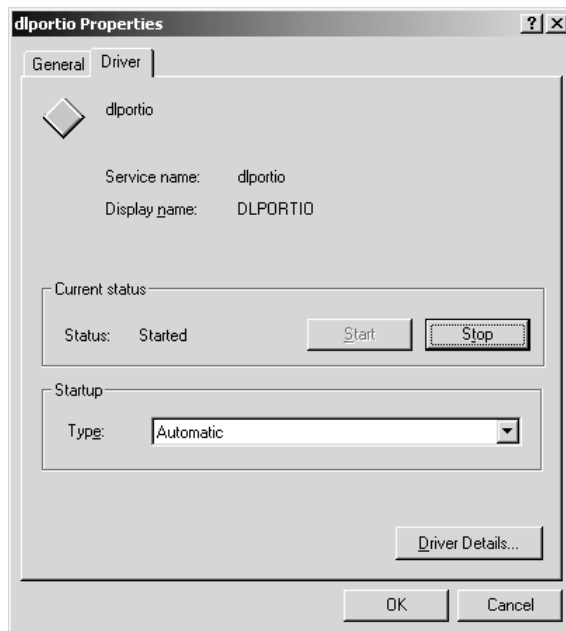 dlportio Properties
General Driver
dlportio
Service name: dlportio
Display name: DLPORTIO
Current status
Status: Started Start Stop
Startup
Type: Automatic
Driver Details...
OK Cancel